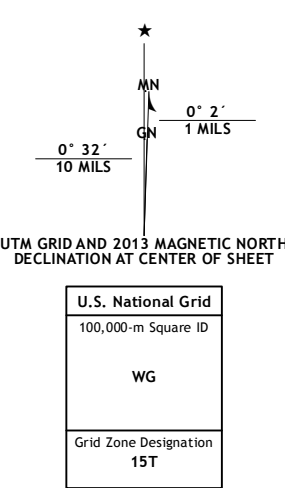 ★
MN
0° 2´
1 MILS
GN
0° 32´
10 MILS
UTM GRID AND 2013 MAGNETIC NORTH
DECLINATION AT CENTER OF SHEET
U.S. National Grid
100,000-m Square ID
WG
Grid Zone Designation
15T